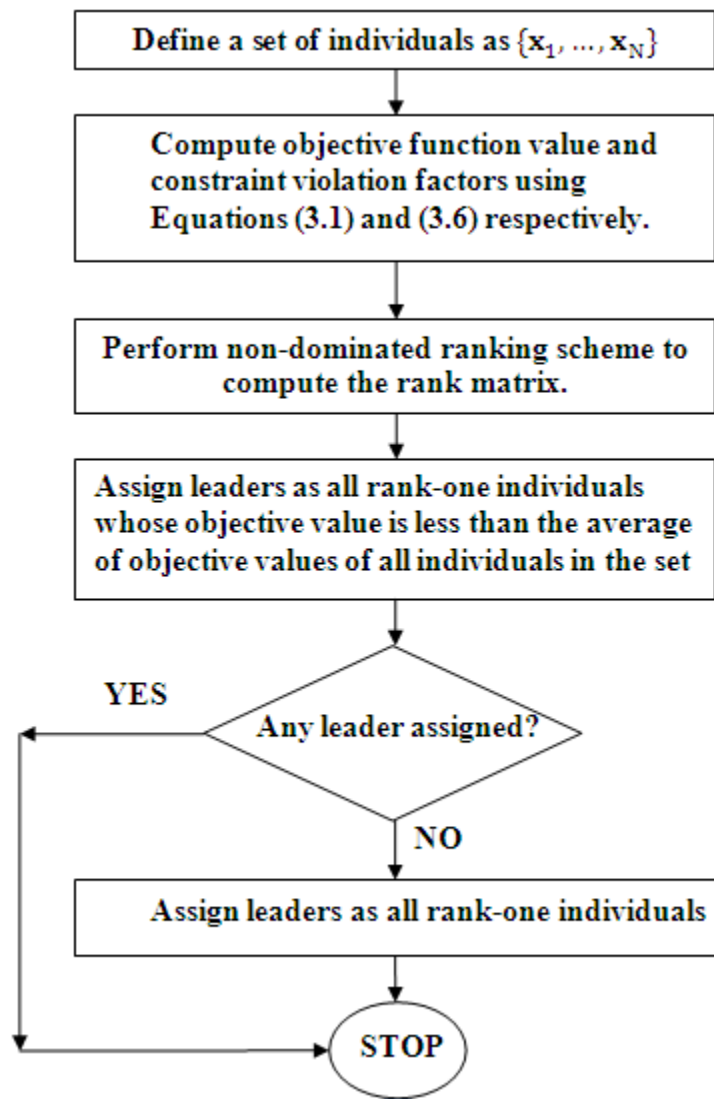 Define a set of individuals as {x₁, ..., x_N}
Compute objective function value and
constraint violation factors using
Equations (3.1) and (3.6) respectively.
Perform non-dominated ranking scheme to
compute the rank matrix.
Assign leaders as all rank-one individuals
whose objective value is less than the average
of objective values of all individuals in the set
YES
Any leader assigned?
NO
Assign leaders as all rank-one individuals
STOP